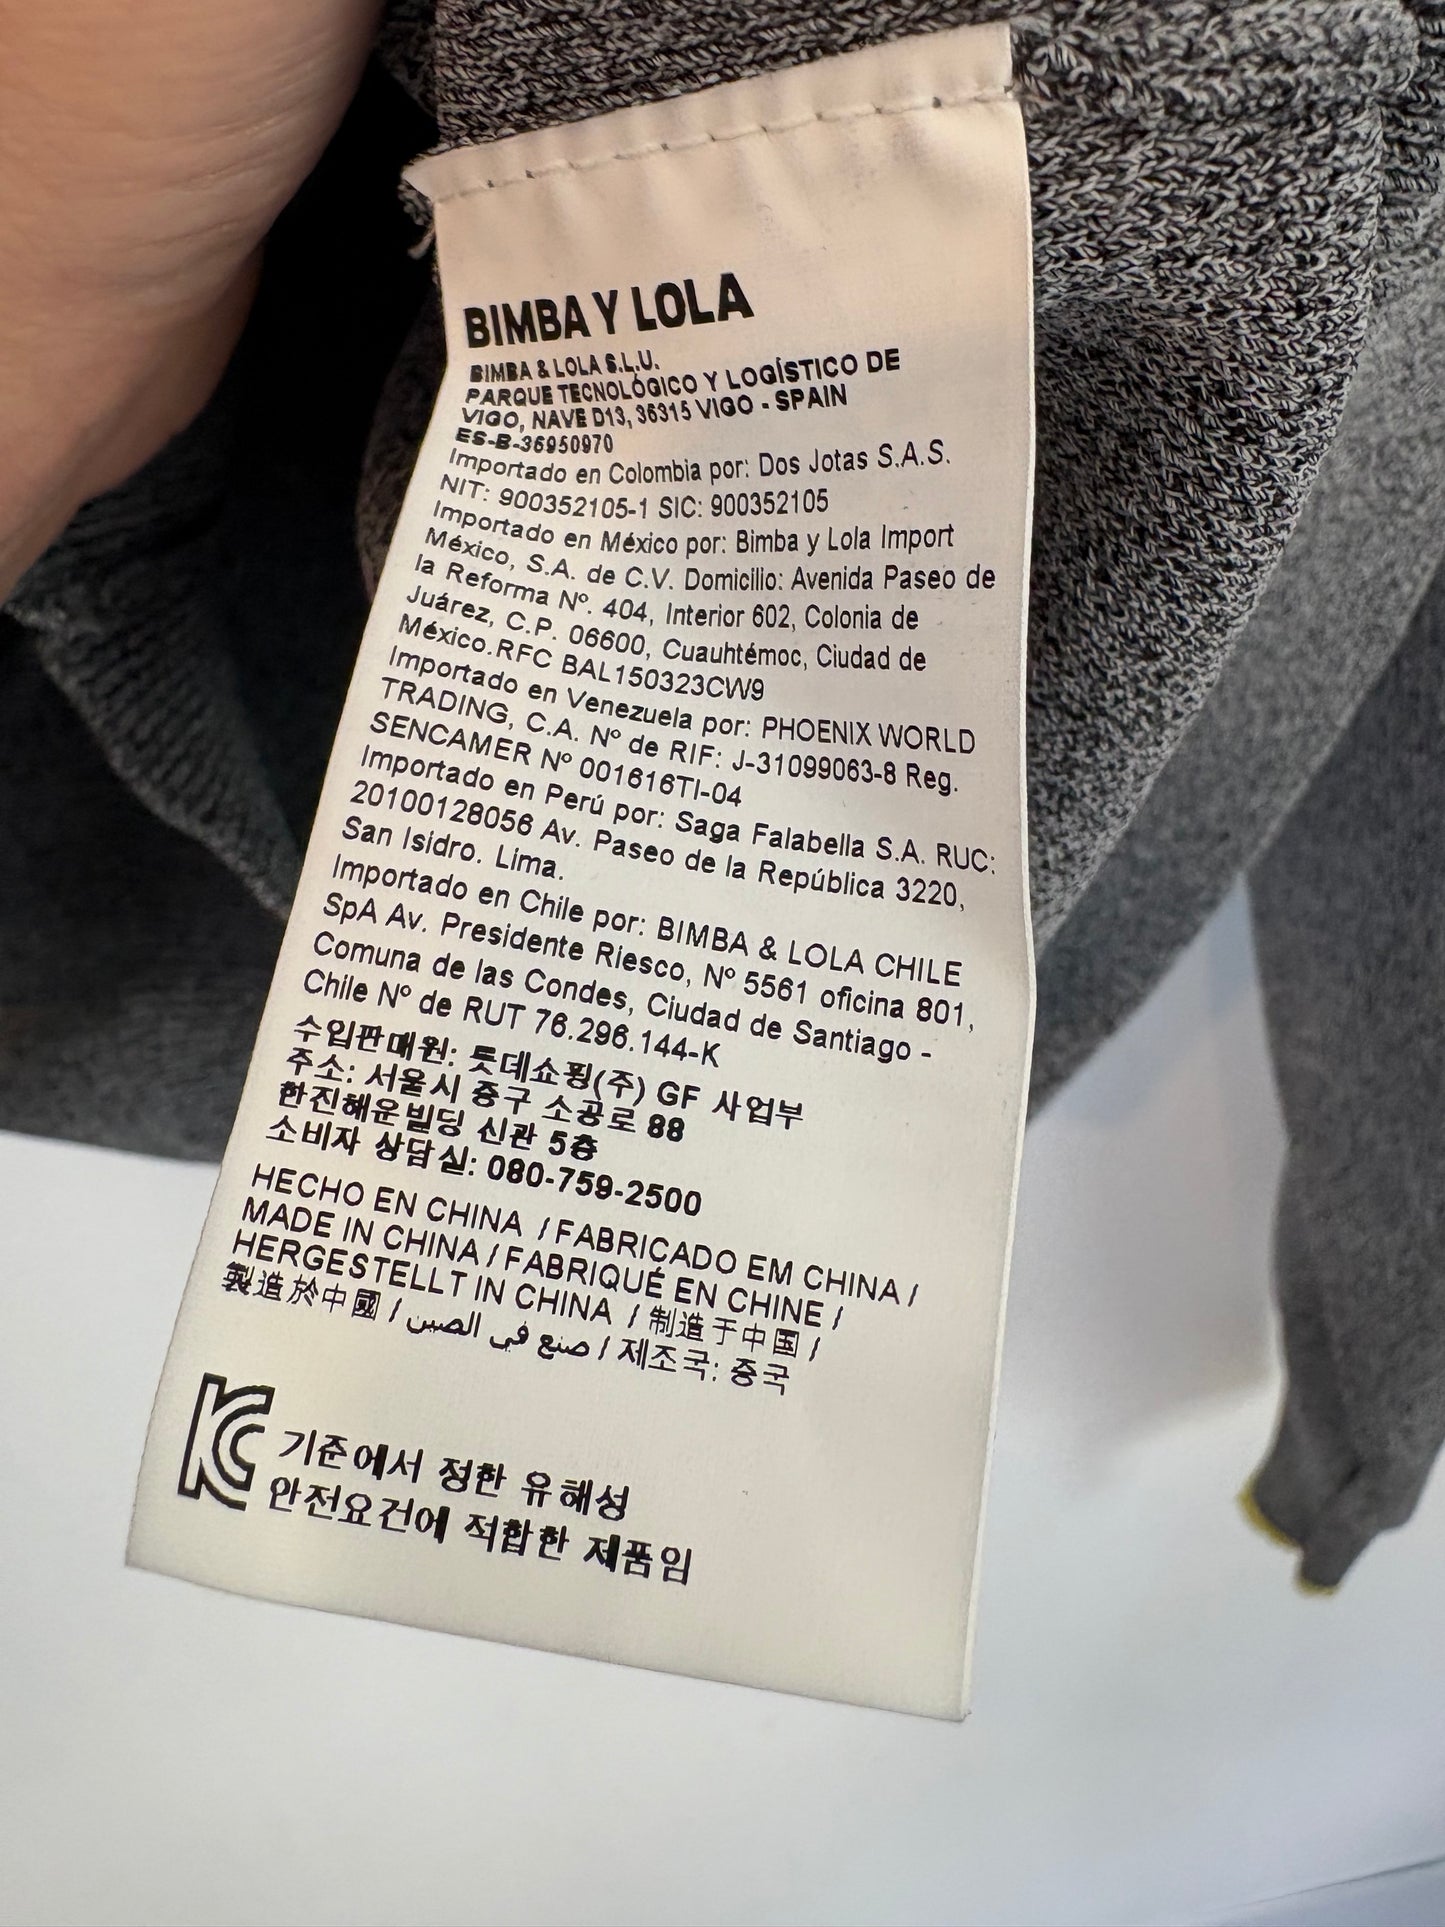 BIMBA Y LOLA
BIMBA & LOLA S.L.U.
PARQUE TECNOLÓGICO Y LOGÍSTICO DE
VIGO, NAVE D13, 36315 VIGO - SPAIN
ES-B-36950970
Importado en Colombia por: Dos Jotas S.A.S.
NIT: 900352105-1 SIC: 900352105
Importado en México por: Bimba y Lola Import
México, S.A. de C.V. Domicilio: Avenida Paseo de
la Reforma Nº. 404, Interior 602, Colonia de
Juárez, C.P. 06600, Cuauhtémoc, Ciudad de
México.RFC BAL150323CW9
Importado en Venezuela por: PHOENIX WORLD
TRADING, C.A. Nº de RIF: J-31099063-8 Reg.
SENCAMER Nº 001616TI-04
Importado en Perú por: Saga Falabella S.A. RUC:
20100128056 Av. Paseo de la República 3220,
San Isidro. Lima.
Importado en Chile por: BIMBA & LOLA CHILE
SpA Av. Presidente Riesco, Nº 5561 oficina 801,
Comuna de las Condes, Ciudad de Santiago -
Chile Nº de RUT 76.296.144-K
수입판매원: 롯데쇼핑(주) GF 사업부
주소: 서울시 중구 소공로 88
한진해운빌딩 신관 5층
소비자 상담실: 080-759-2500
HECHO EN CHINA / FABRICADO EM CHINA /
MADE IN CHINA / FABRIQUÉ EN CHINE /
HERGESTELLT IN CHINA / 制造于中国 /
製造於中國 / صنع في الصين / 제조국: 중국
KC 기준에서 정한 유해성
안전요건에 적합한 제품임